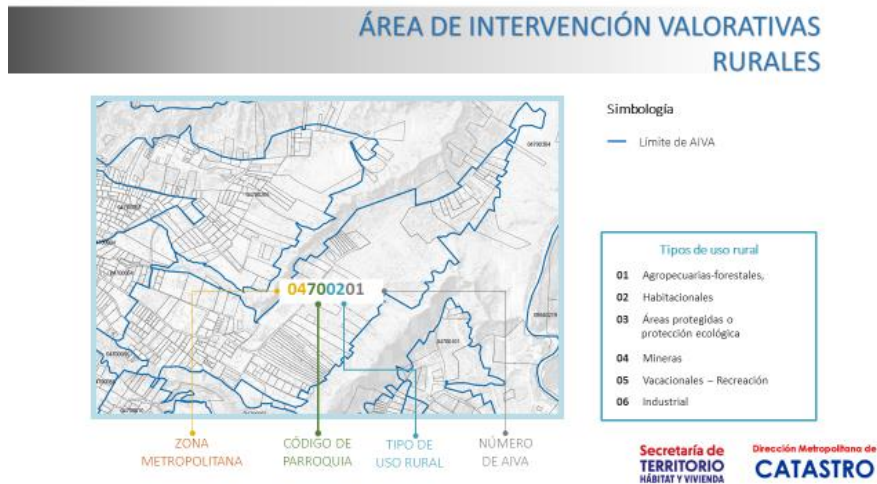 ÁREA DE INTERVENCIÓN VALORATIVAS
RURALES
Simbología
Límite de AIVA
04700201
Tipos de uso rural
01 Agropecuarias-forestales,
02 Habitacionales
03 Áreas protegidas o
protección ecológica
04 Mineras
05 Vacacionales – Recreación
06 Industrial
ZONA
METROPOLITANA
CÓDIGO DE
PARROQUIA
TIPO DE
USO RURAL
NÚMERO
DE AIVA
Secretaría de
TERRITORIO
HÁBITAT Y VIVIENDA
Dirección Metropolitana de
CATASTRO